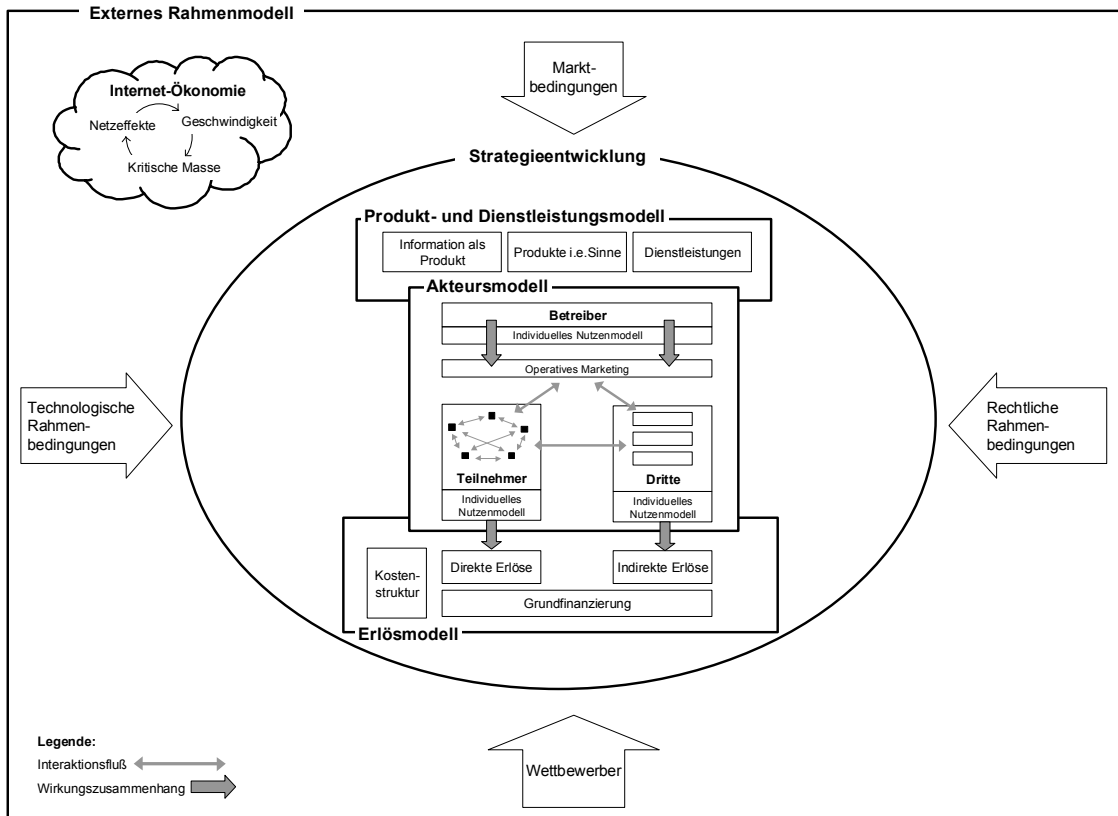 Externes Rahmenmodell
Internet-Ökonomie
Netzeffekte
Geschwindigkeit
Kritische Masse
Markt-
bedingungen
Strategieentwicklung
Produkt- und Dienstleistungsmodell
Information als
Produkt
Produkte i.e.Sinne
Dienstleistungen
Akteursmodell
Betreiber
Individuelles Nutzenmodell
Operatives Marketing
Technologische
Rahmen-
bedingungen
Rechtliche
Rahmen-
bedingungen
Teilnehmer
Individuelles
Nutzenmodell
Dritte
Individuelles
Nutzenmodell
Kosten-
struktur
Direkte Erlöse
Indirekte Erlöse
Grundfinanzierung
Erlösmodell
Wettbewerber
Legende:
Interaktionsfluß
Wirkungszusammenhang